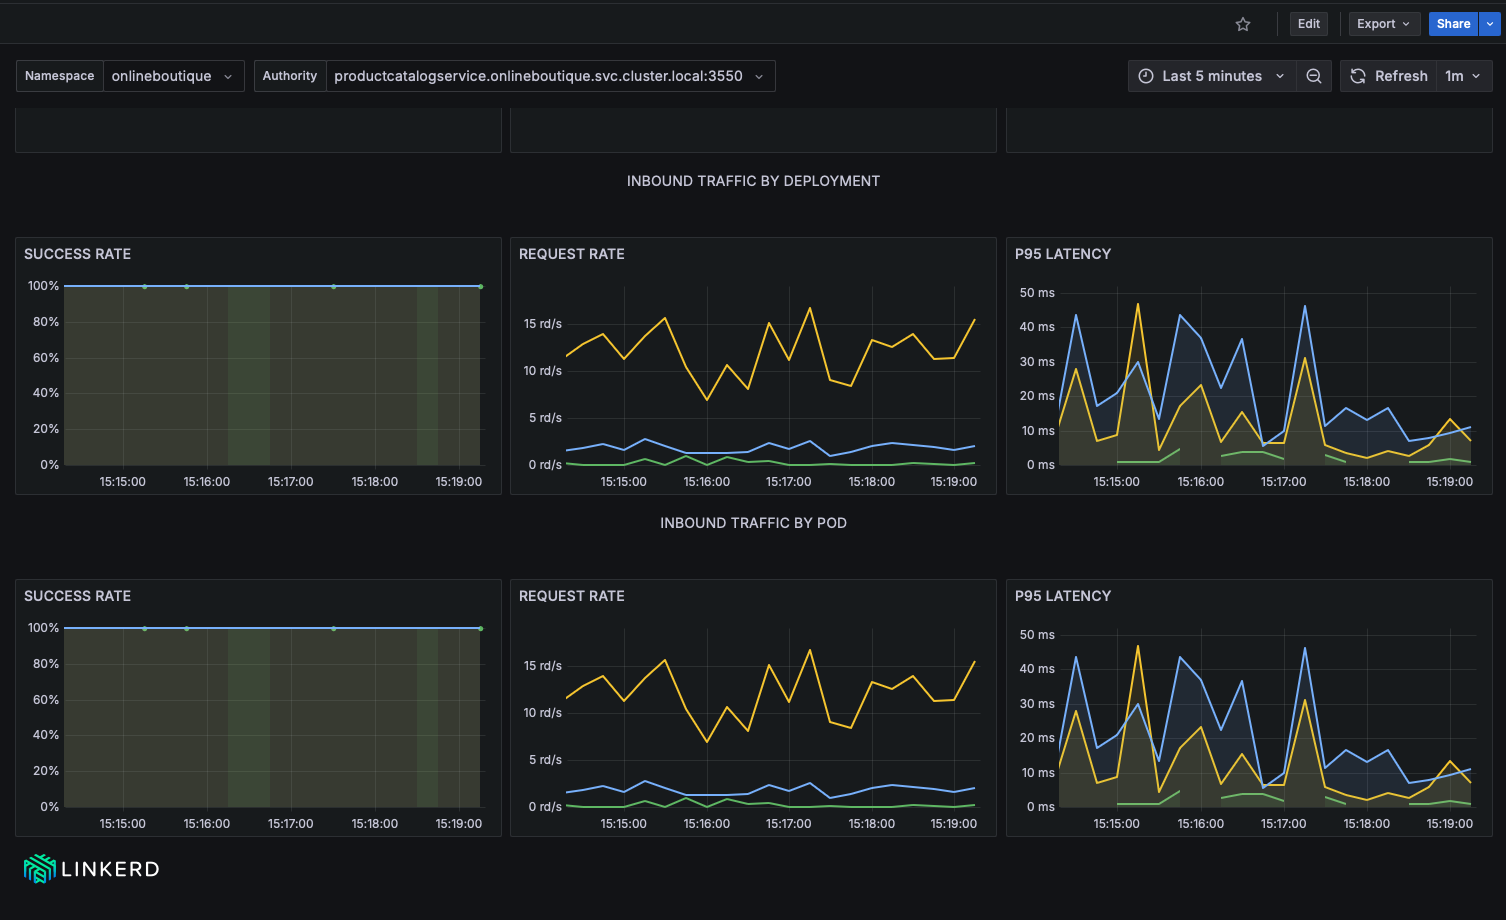 Edit Export Share
Namespace onlineboutique Authority productcatalogservice.onlineboutique.svc.cluster.local:3550 Last 5 minutes Refresh 1m
INBOUND TRAFFIC BY DEPLOYMENT
SUCCESS RATE
100%
80%
60%
40%
20%
0%
15:15:00 15:16:00 15:17:00 15:18:00 15:19:00
REQUEST RATE
15 rd/s
10 rd/s
5 rd/s
0 rd/s
15:15:00 15:16:00 15:17:00 15:18:00 15:19:00
P95 LATENCY
50 ms
40 ms
30 ms
20 ms
10 ms
0 ms
15:15:00 15:16:00 15:17:00 15:18:00 15:19:00
INBOUND TRAFFIC BY POD
SUCCESS RATE
100%
80%
60%
40%
20%
0%
15:15:00 15:16:00 15:17:00 15:18:00 15:19:00
REQUEST RATE
15 rd/s
10 rd/s
5 rd/s
0 rd/s
15:15:00 15:16:00 15:17:00 15:18:00 15:19:00
P95 LATENCY
50 ms
40 ms
30 ms
20 ms
10 ms
0 ms
15:15:00 15:16:00 15:17:00 15:18:00 15:19:00
LINKERD